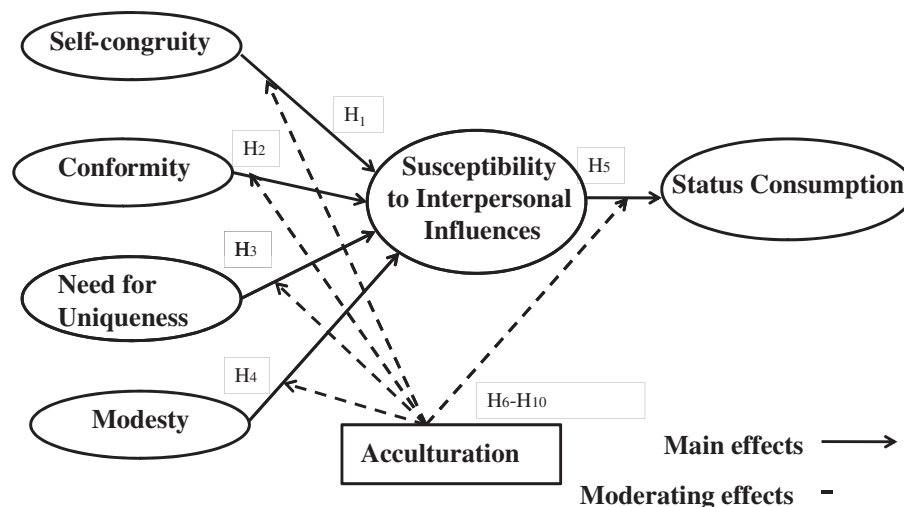 Self-congruity
H1
Conformity
H2
Susceptibility
to Interpersonal
Influences
H5
Status Consumption
H3
Need for
Uniqueness
H4
Modesty
H6-H10
Acculturation
Main effects
Moderating effects